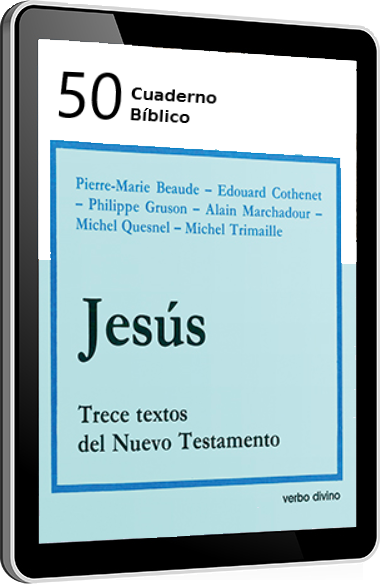 50 Cuaderno
Bíblico
Pierre-Marie Beaude – Edouard Cothenet
– Philippe Gruson – Alain Marchadour –
Michel Quesnel – Michel Trimaille
Jesús
Trece textos
del Nuevo Testamento
verbo divino